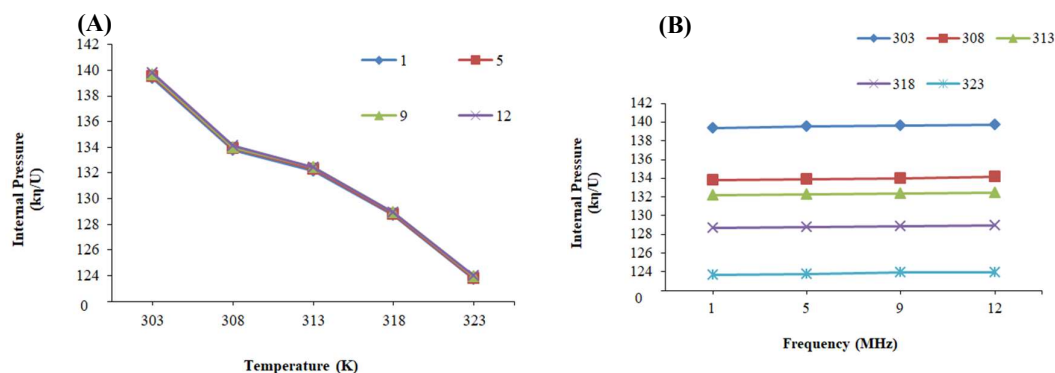 (A)
1
5
9
12
142
140
138
136
134
132
130
128
126
124
0
Internal Pressure
(kη/U)
303 308 313 318 323
Temperature (K)
(B)
303 308 313
318 323
142
140
138
136
134
132
130
128
126
124
0
Internal Pressure
(kη/U)
1 5 9 12
Frequency (MHz)